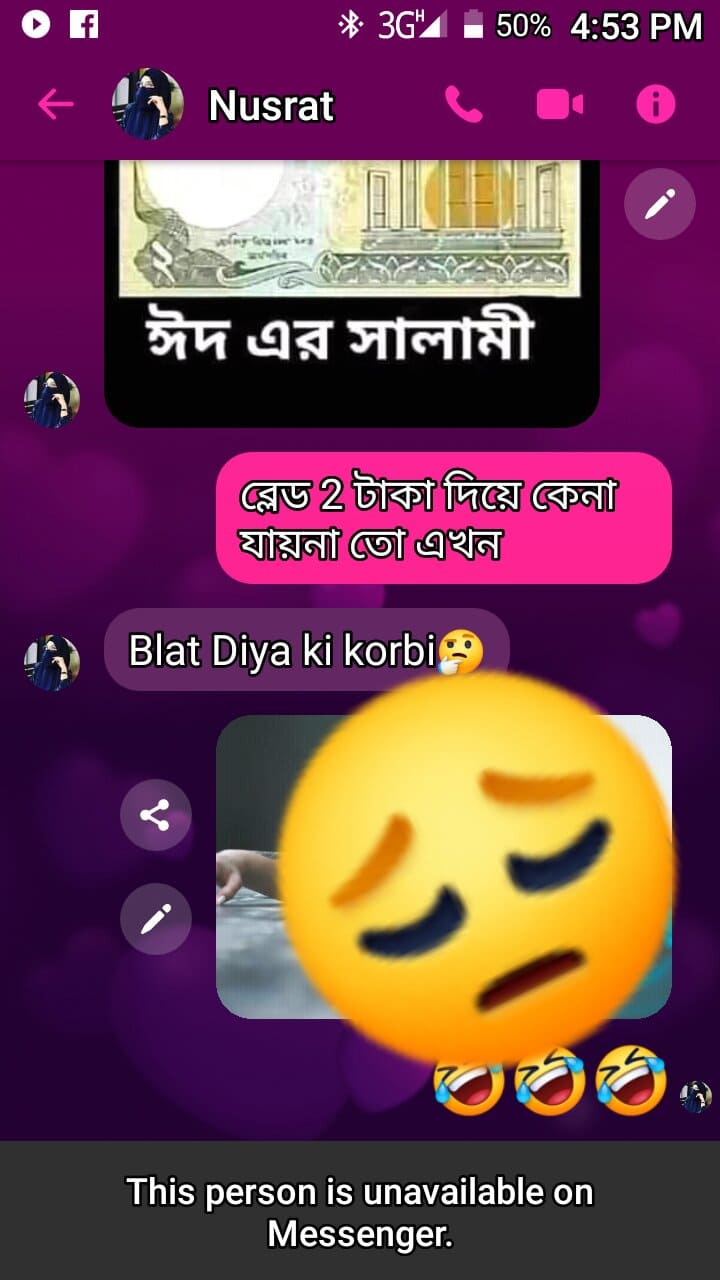 3G H 50% 4:53 PM
Nusrat
২
ঈদ এর সালামী
ব্লেড 2 টাকা দিয়ে কেনা
যায়না তো এখন
Blat Diya ki korbi🤔
🤣🤣🤣
This person is unavailable on
Messenger.